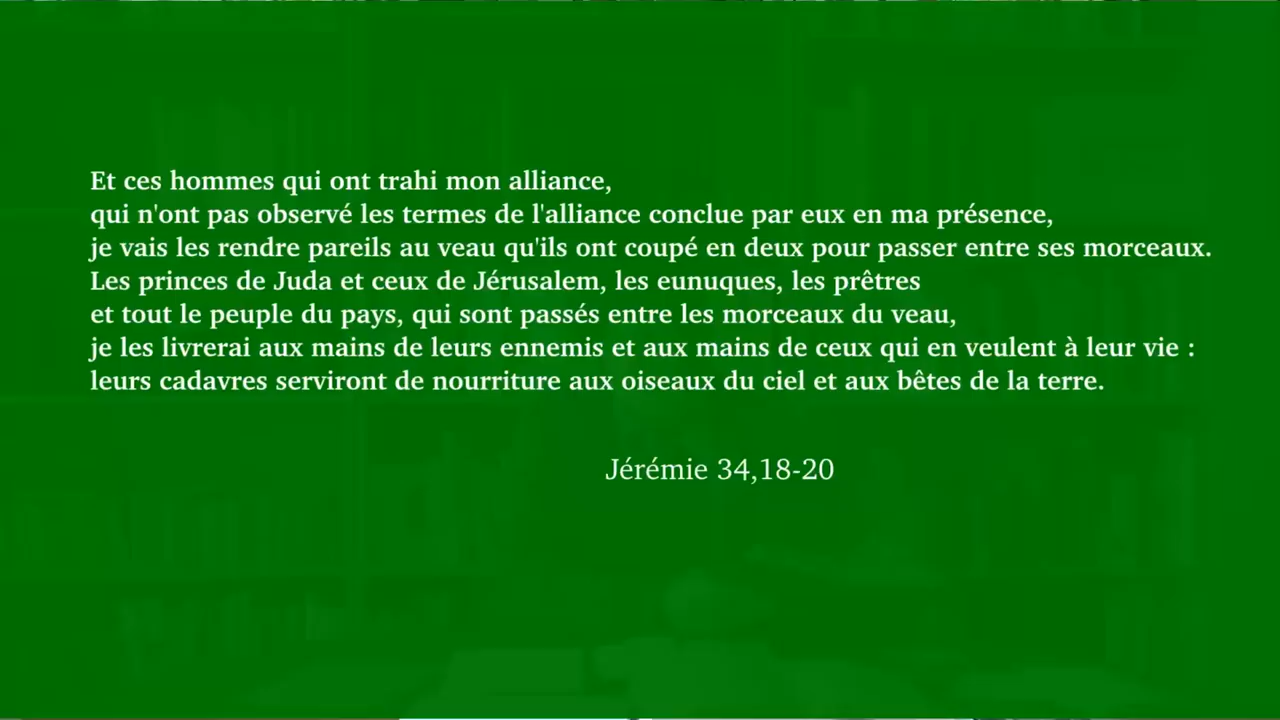 Et ces hommes qui ont trahi mon alliance,
qui n'ont pas observé les termes de l'alliance conclue par eux en ma présence,
je vais les rendre pareils au veau qu'ils ont coupé en deux pour passer entre ses morceaux.
Les princes de Juda et ceux de Jérusalem, les eunuques, les prêtres
et tout le peuple du pays, qui sont passés entre les morceaux du veau,
je les livrerai aux mains de leurs ennemis et aux mains de ceux qui en veulent à leur vie :
leurs cadavres serviront de nourriture aux oiseaux du ciel et aux bêtes de la terre.
Jérémie 34,18-20